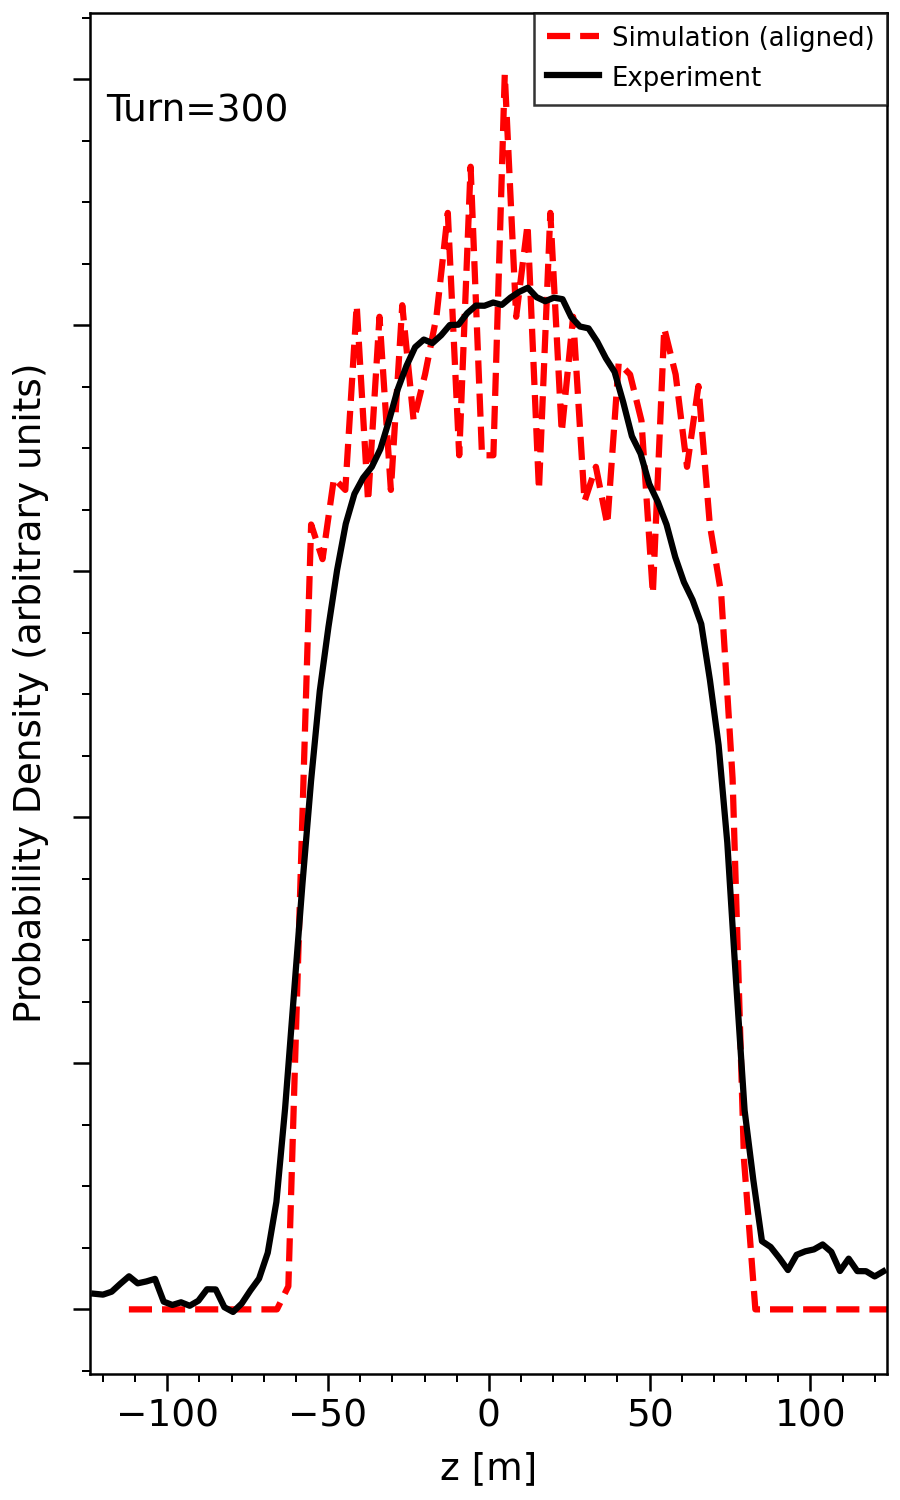 Simulation (aligned)
Experiment
Turn=300
Probability Density (arbitrary units)
−100
−50
0
50
100
z [m]